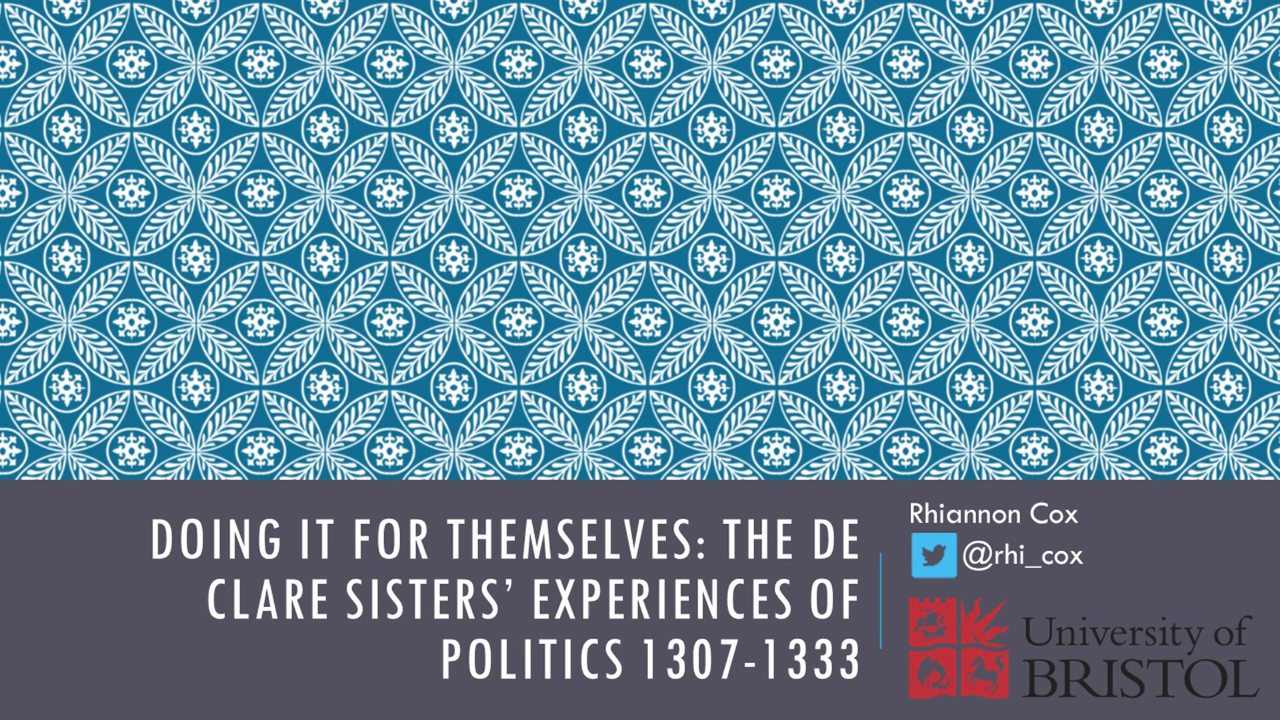 DOING IT FOR THEMSELVES: THE DE
CLARE SISTERS’ EXPERIENCES OF
POLITICS 1307-1333
Rhiannon Cox
@rhi_cox
University of
BRISTOL